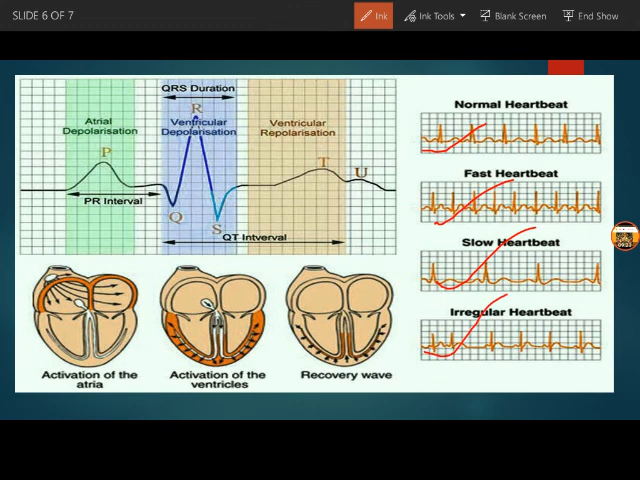 SLIDE 6 OF 7
Ink
Ink Tools
Blank Screen
End Show
QRS Duration
R
Atrial
Depolarisation
Ventricular
Depolarisation
Ventricular
Repolarisation
P
T
U
PR Interval
Q
S
QT Intverval
Activation of the
atria
Activation of the
ventricles
Recovery wave
Normal Heartbeat
Fast Heartbeat
Slow Heartbeat
Irregular Heartbeat